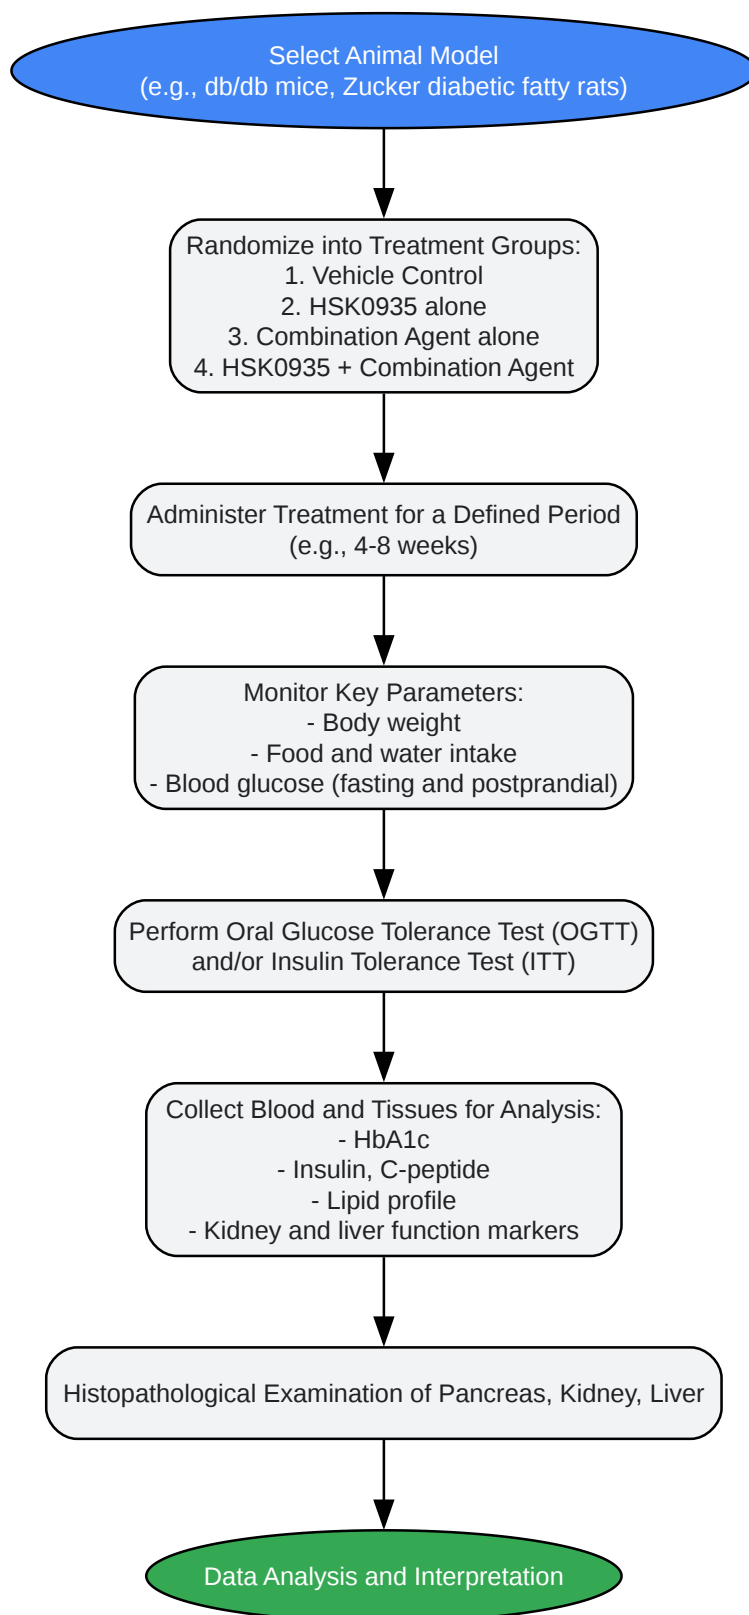 Select Animal Model
(e.g., db/db mice, Zucker diabetic fatty rats)
Randomize into Treatment Groups:
1. Vehicle Control
2. HSK0935 alone
3. Combination Agent alone
4. HSK0935 + Combination Agent
Administer Treatment for a Defined Period
(e.g., 4-8 weeks)
Monitor Key Parameters:
- Body weight
- Food and water intake
- Blood glucose (fasting and postprandial)
Perform Oral Glucose Tolerance Test (OGTT)
and/or Insulin Tolerance Test (ITT)
Collect Blood and Tissues for Analysis:
- HbA1c
- Insulin, C-peptide
- Lipid profile
- Kidney and liver function markers
Histopathological Examination of Pancreas, Kidney, Liver
Data Analysis and Interpretation